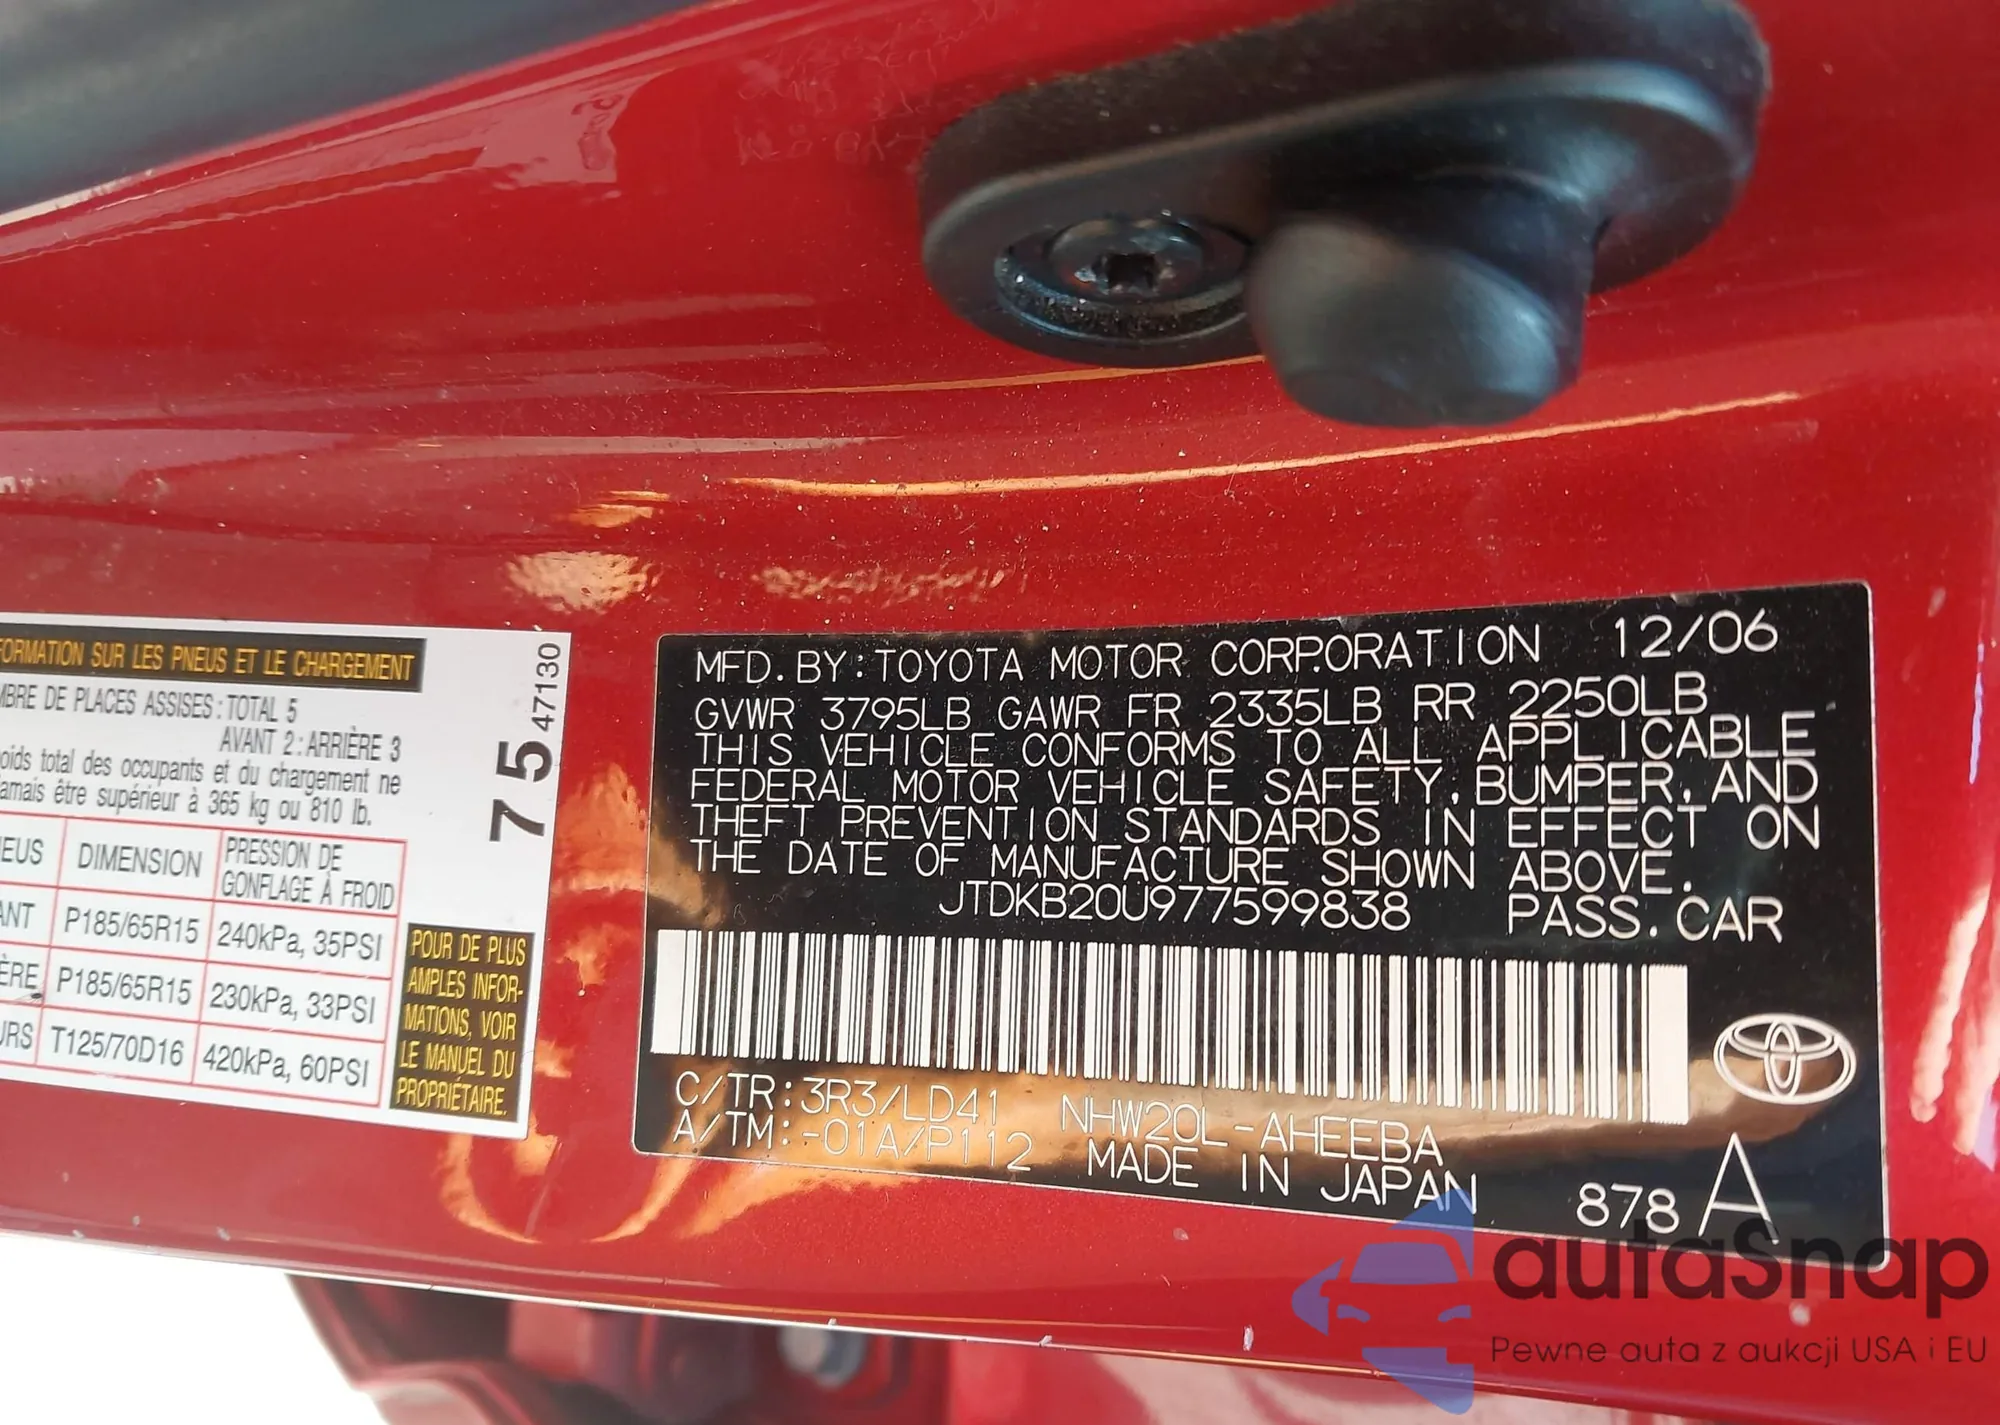 FORMATION SUR LES PNEUS ET LE CHARGEMENT
MBRE DE PLACES ASSISES: TOTAL 5
AVANT 2: ARRIÈRE 3
oids total des occupants et du chargement ne
amais être supérieur à 365 kg ou 810 lb.
EUS DIMENSION PRESSION DE GONFLAGE À FROID
ANT P185/65R15 240kPa, 35PSI
ÈRE P185/65R15 230kPa, 33PSI
URS T125/70D16 420kPa, 60PSI
75 47130
POUR DE PLUS
AMPLES INFOR-
MATIONS, VOIR
LE MANUEL DU
PROPRIÉTAIRE.
MFD. BY: TOYOTA MOTOR CORPORATION 12/06
GVWR 3795LB GAWR FR 2335LB RR 2250LB
THIS VEHICLE CONFORMS TO ALL APPLICABLE
FEDERAL MOTOR VEHICLE SAFETY, BUMPER, AND
THEFT PREVENTION STANDARDS IN EFFECT ON
THE DATE OF MANUFACTURE SHOWN ABOVE.
JTDKB20U977599838 PASS. CAR
C/TR: 3R3/LD41 NHW20L-AHEEBA
A/TM: -01A/P112 MADE IN JAPAN
878 A
autaSnap
Pewne auta z aukcji USA i EU